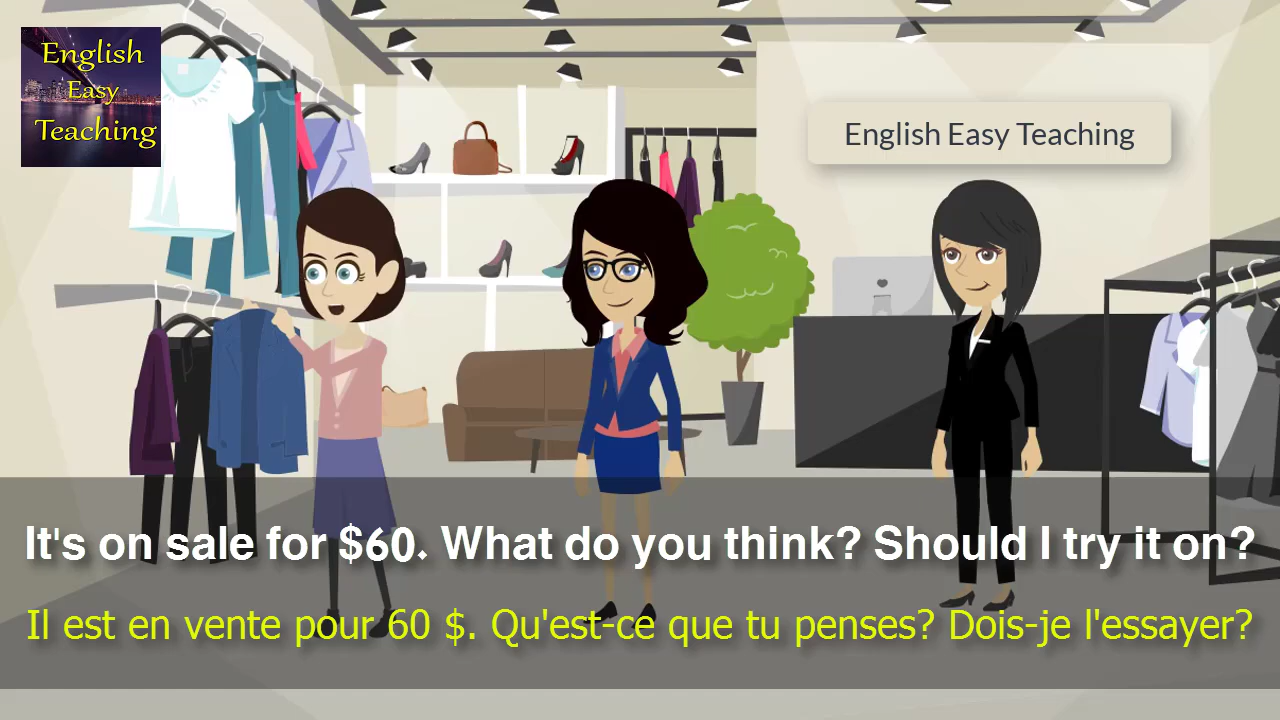 English
Easy
Teaching
English Easy Teaching
It's on sale for $60. What do you think? Should I try it on?
Il est en vente pour 60 $. Qu'est-ce que tu penses? Dois-je l'essayer?